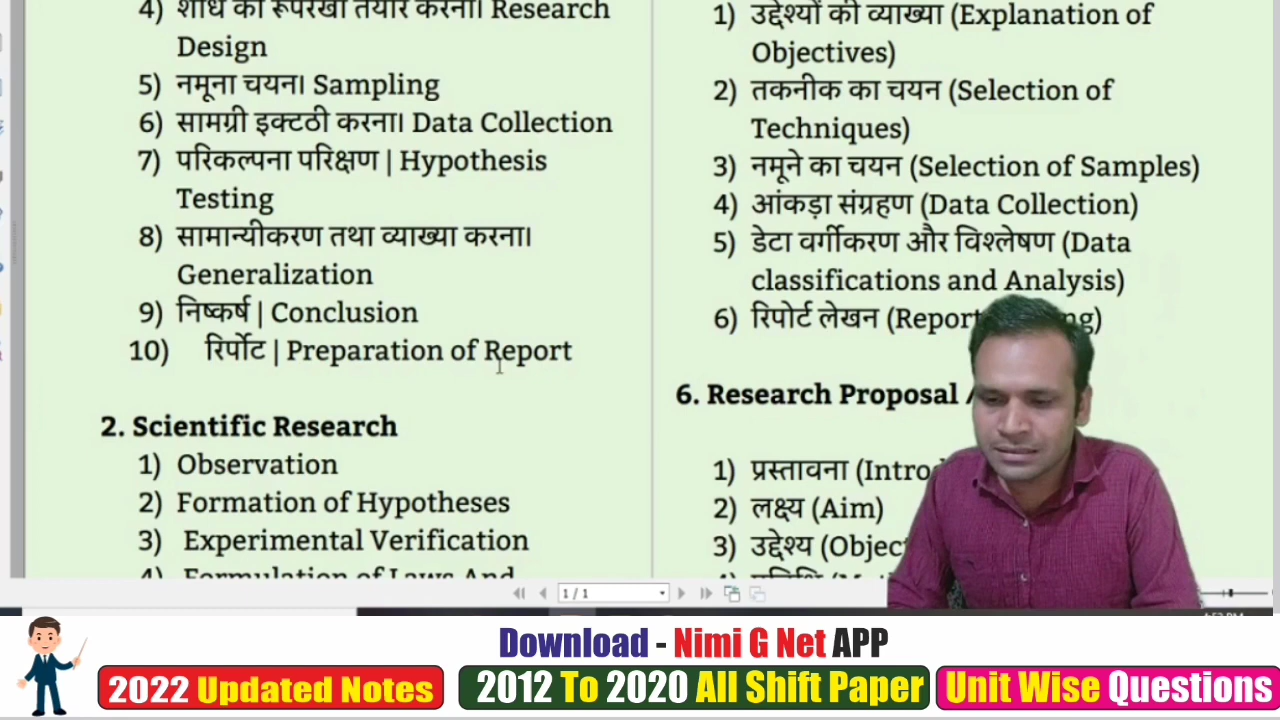 4) शोध की रूपरेखा तैयार करना। Research
Design
5) नमूना चयन। Sampling
6) सामग्री इक्टठी करना। Data Collection
7) परिकल्पना परिक्षण | Hypothesis
Testing
8) सामान्यीकरण तथा व्याख्या करना।
Generalization
9) निष्कर्ष | Conclusion
10) रिर्पोट | Preparation of Report
2. Scientific Research
1) Observation
2) Formation of Hypotheses
3) Experimental Verification
4) Formulation of Laws And
1) उद्देश्यों की व्याख्या (Explanation of
Objectives)
2) तकनीक का चयन (Selection of
Techniques)
3) नमूने का चयन (Selection of Samples)
4) आंकड़ा संग्रहण (Data Collection)
5) डेटा वर्गीकरण और विश्लेषण (Data
classifications and Analysis)
6) रिपोर्ट लेखन (Report
6. Research Proposal /
1) प्रस्तावना
2) लक्ष्य (Aim)
3) उद्देश्य
1 / 1
Download - Nimi G Net APP
2022 Updated Notes
2012 To 2020 All Shift Paper
Unit Wise Questions